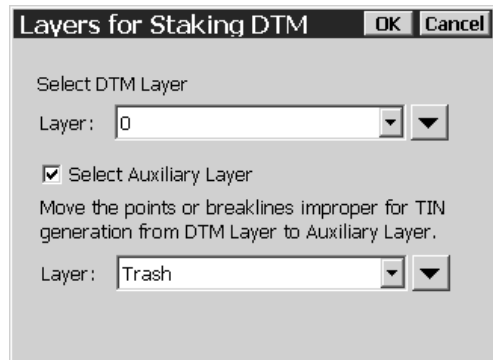 Layers for Staking DTM OK Cancel
Select DTM Layer
Layer: 0
Select Auxiliary Layer
Move the points or breaklines improper for TIN
generation from DTM Layer to Auxiliary Layer.
Layer: Trash